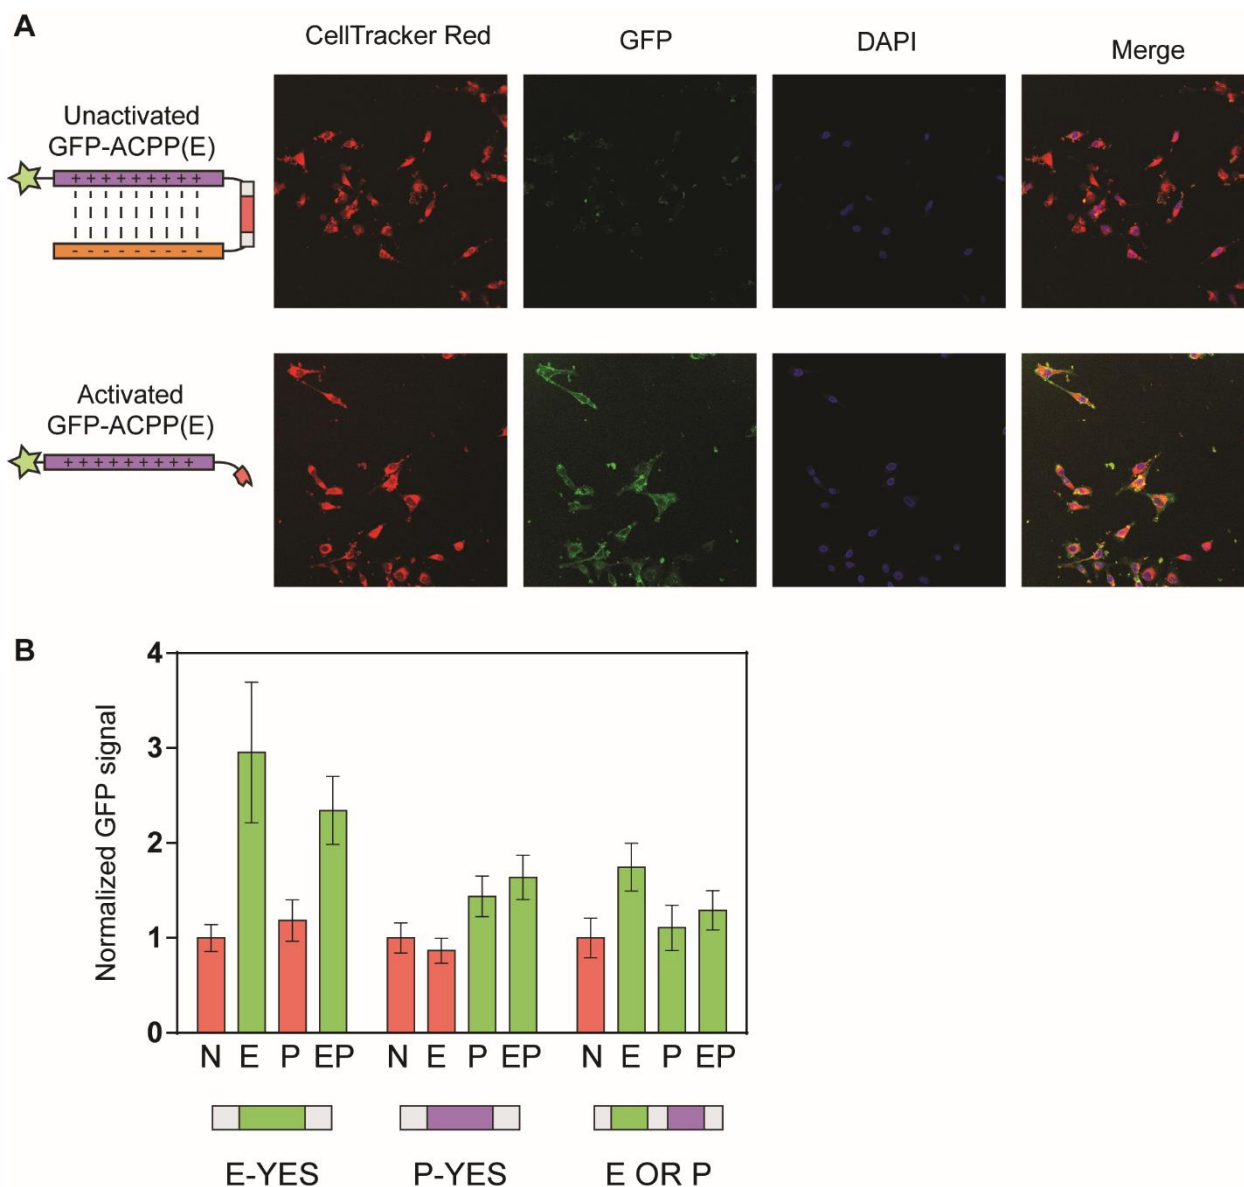 A
CellTracker Red
GFP
DAPI
Merge
Unactivated
GFP-ACPP(E)
+ + + + + + + + +
- - - - - - - - -
Activated
GFP-ACPP(E)
+ + + + + + + + +
B
Normalized GFP signal
4
3
2
1
0
N E P EP N E P EP N E P EP
E-YES P-YES E OR P